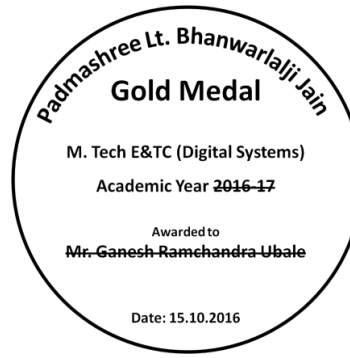 Padmashree Lt. Bhanwarlalji Jain
Gold Medal
M. Tech E&TC (Digital Systems)
Academic Year 2016-17
Awarded to
Mr. Ganesh Ramchandra Ubale
Date: 15.10.2016